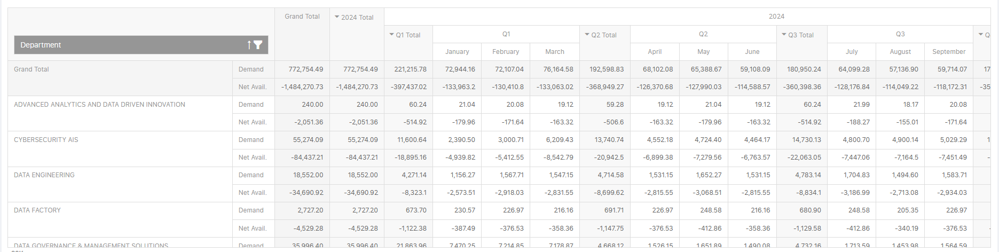 Grand Total 2024 Total 2024
Q1 Total Q1 Q2 Total Q2 Q3 Total Q3 Q
Department
January February March April May June July August September
Grand Total Demand 772,754.49 772,754.49 221,215.78 72,944.16 72,107.04 76,164.58 192,598.83 68,102.08 65,388.67 59,108.09 180,950.24 64,099.28 57,136.90 59,714.07 17
Net Avail. -1,484,270.73 -1,484,270.73 -397,437.02 -133,963.2 -130,410.8 -133,063.02 -368,949.27 -126,370.68 -127,990.03 -114,588.57 -360,398.36 -128,176.84 -114,049.22 -118,172.31 -35
ADVANCED ANALYTICS AND DATA DRIVEN INNOVATION Demand 240.00 240.00 60.24 21.04 20.08 19.12 59.28 19.12 21.04 19.12 60.24 21.99 18.17 20.08
Net Avail. -2,051.36 -2,051.36 -514.92 -179.96 -171.64 -163.32 -506.6 -163.32 -179.96 -163.32 -514.92 -188.27 -155.01 -171.64
CYBERSECURITY AIS Demand 55,274.09 55,274.09 11,600.64 2,390.50 3,000.71 6,209.43 13,740.74 4,552.18 4,724.40 4,464.17 14,730.13 4,800.70 4,900.14 5,029.29 1
Net Avail. -84,437.21 -84,437.21 -18,895.16 -4,939.82 -5,412.55 -8,542.79 -20,942.5 -6,899.38 -7,279.56 -6,763.57 -22,063.05 -7,447.06 -7,164.5 -7,451.49 -
DATA ENGINEERING Demand 18,552.00 18,552.00 4,271.14 1,156.27 1,567.71 1,547.15 4,714.58 1,531.15 1,652.27 1,531.15 4,783.14 1,704.83 1,494.60 1,583.71
Net Avail. -34,690.92 -34,690.92 -8,323.1 -2,573.51 -2,918.03 -2,831.55 -8,699.62 -2,815.55 -3,068.51 -2,815.55 -8,834.1 -3,186.99 -2,713.08 -2,934.03 -
DATA FACTORY Demand 2,727.20 2,727.20 673.70 230.57 226.97 216.16 691.71 226.97 248.58 216.16 680.90 248.58 205.35 226.97
Net Avail. -4,529.28 -4,529.28 -1,122.38 -387.49 -376.53 -358.36 -1,147.75 -376.53 -412.86 -358.36 -1,129.58 -412.86 -340.19 -376.53 -
DATA GOVERNANCE & MANAGEMENT SOLUTIONS Demand 35,996.40 35,996.40 21,863.96 7,470.25 7,214.85 7,178.87 4,668.12 1,526.15 1,651.89 1,490.08 4,732.16 1,713.59 1,453.98 1,564.59